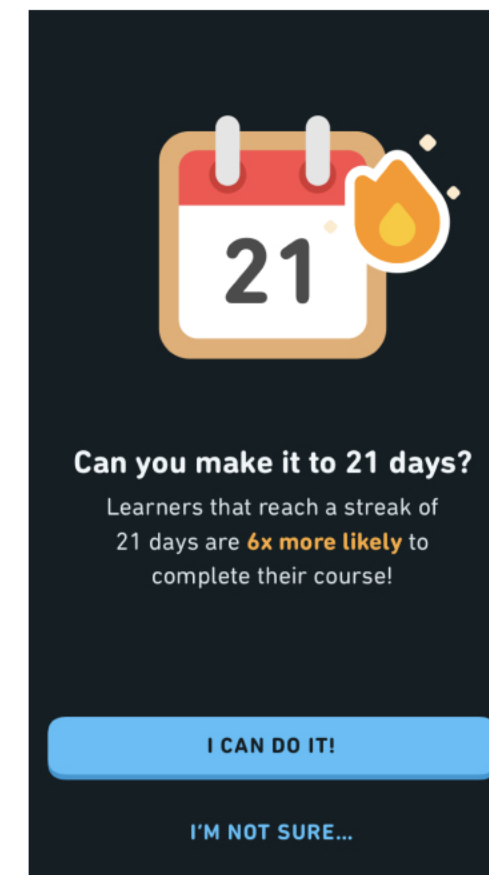 21
Can you make it to 21 days?
Learners that reach a streak of
21 days are 6x more likely to
complete their course!
I CAN DO IT!
I'M NOT SURE...